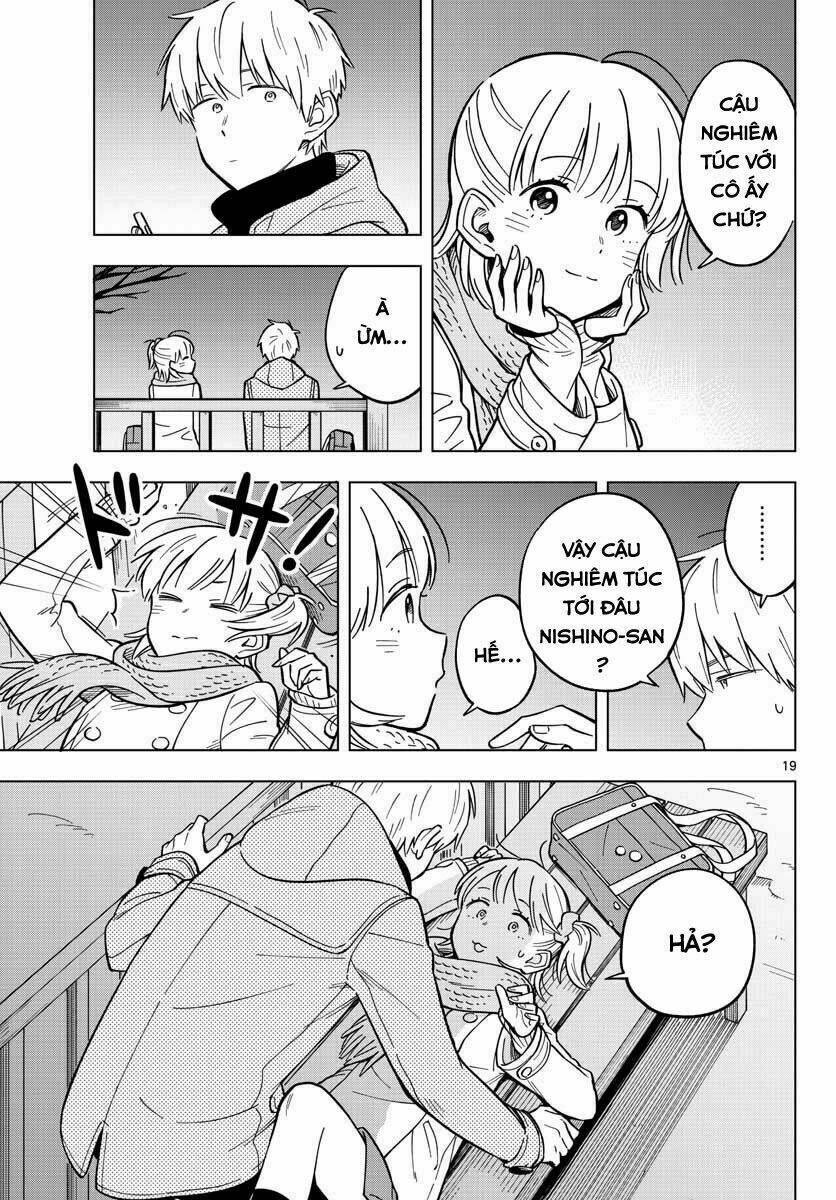 CẬU
NGHIÊM
TÚC VỚI
CÔ ẤY
CHỨ?
À
ỪM...
.........
VẬY CẬU
NGHIÊM TÚC
TỚI ĐÂU
NISHINO-SAN
?
HẾ...
ドサ!
19
HẢ?